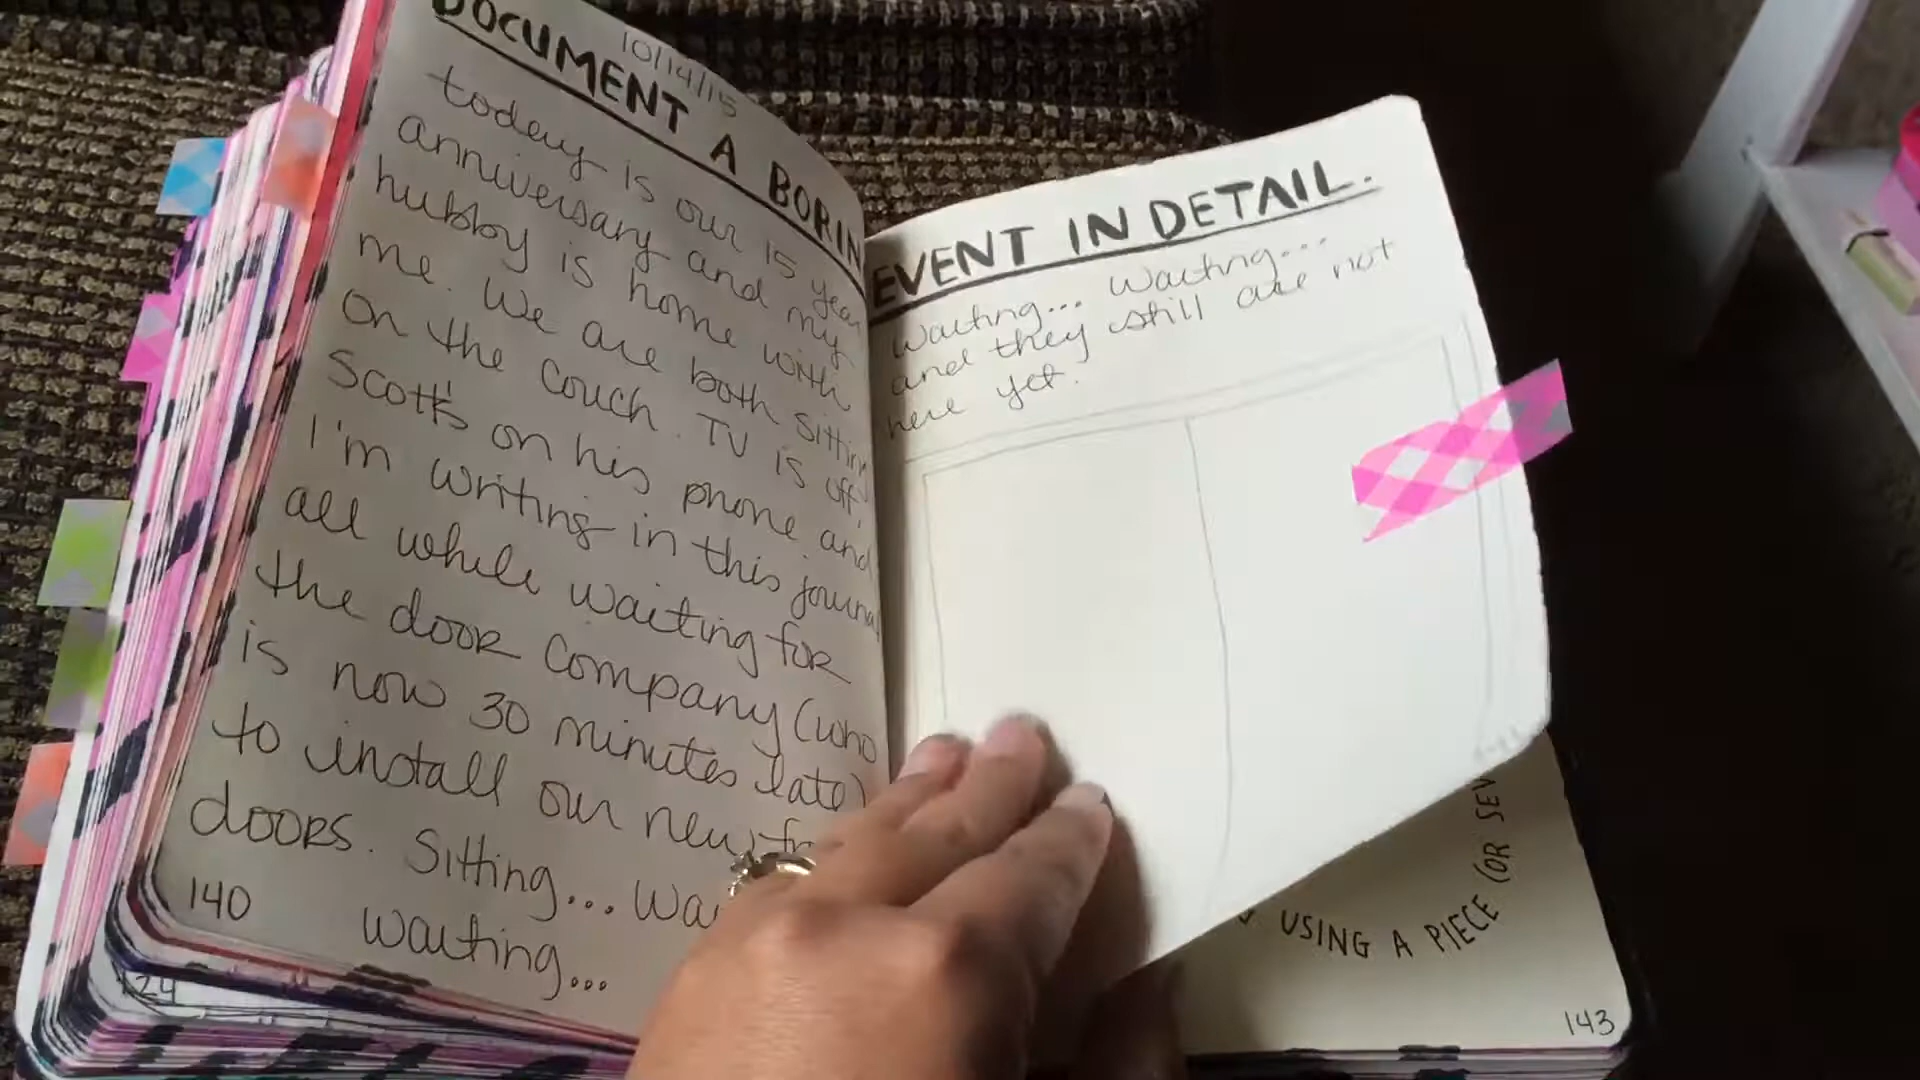 10/14/15
DOCUMENT A BORIN
today is our 15 year
anniversary and my
hubby is home with
me. We are both sittin
on the couch. TV is off,
Scott's on his phone and
I'm writing in this journal
all while waiting for
the door company (who
is now 30 minutes late)
to install our new
doors. Sitting...
waiting...
140
EVENT IN DETAIL.
Waiting... Waiting...
and they still are not
here yet.
USING A PIECE (OR SEV
143
124